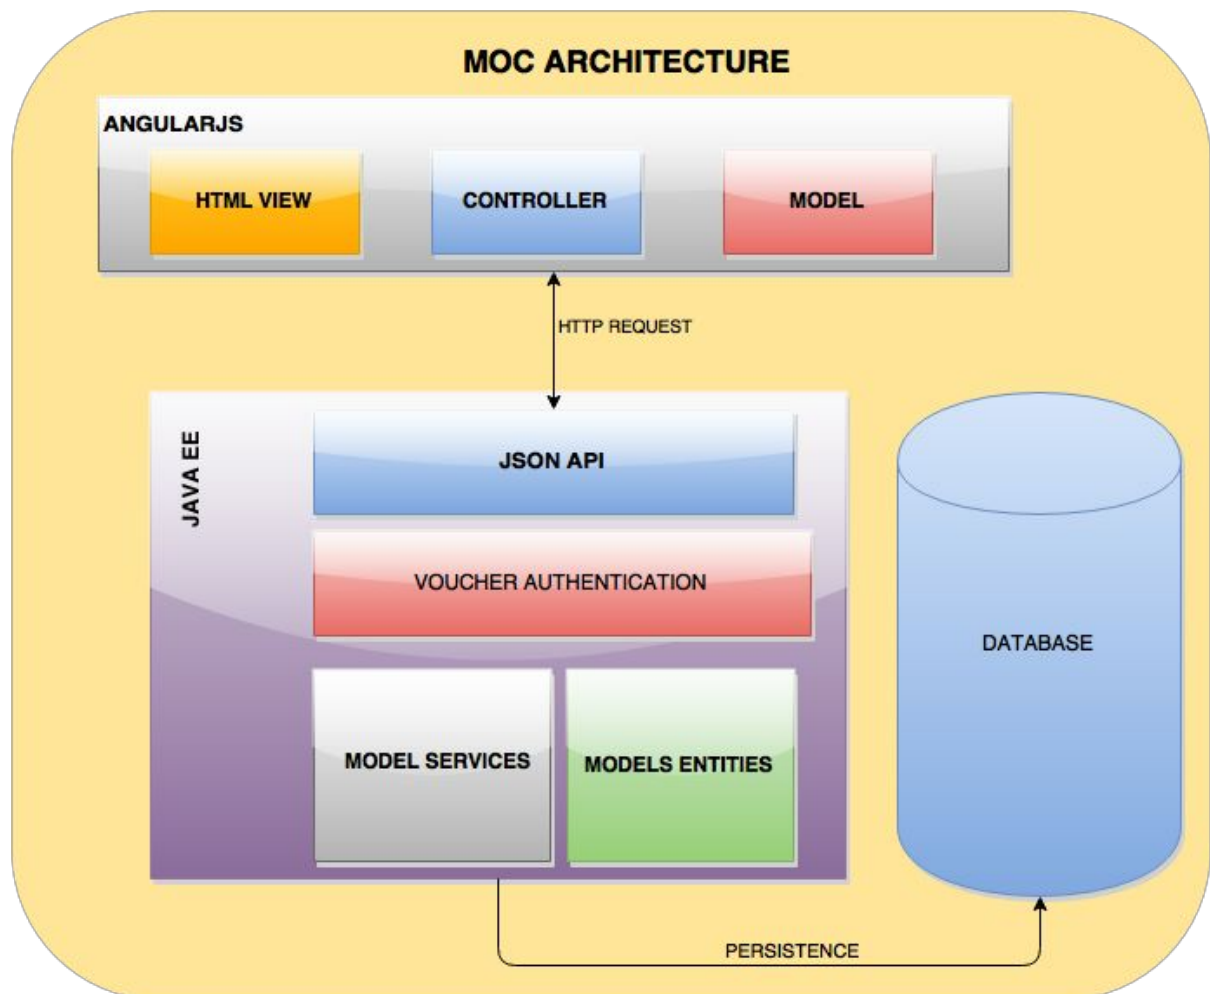 MOC ARCHITECTURE
ANGULARJS
HTML VIEW
CONTROLLER
MODEL
HTTP REQUEST
JAVA EE
JSON API
VOUCHER AUTHENTICATION
DATABASE
MODEL SERVICES
MODELS ENTITIES
PERSISTENCE